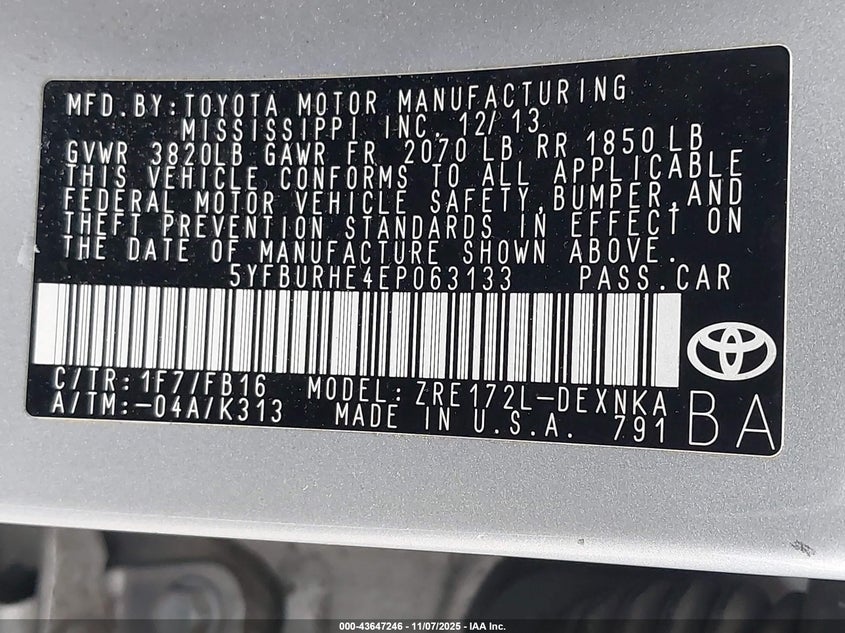 MFD.BY:TOYOTA MOTOR MANUFACTURING
MISSISSIPPI INC. 12/13
GVWR 3820LB GAWR FR 2070 LB RR 1850 LB
THIS VEHICLE CONFORMS TO ALL APPLICABLE
FEDERAL MOTOR VEHICLE SAFETY,BUMPER,AND
THEFT PREVENTION STANDARDS IN EFFECT ON
THE DATE OF MANUFACTURE SHOWN ABOVE.
5YFBURHE4EP063133 PASS.CAR
C/TR:1F7/FB16 MODEL:ZRE172L-DEXNKA
A/TM:-04A/K313 MADE IN U.S.A. 791
BA
000-43647246 - 11/07/2025 - IAA Inc.